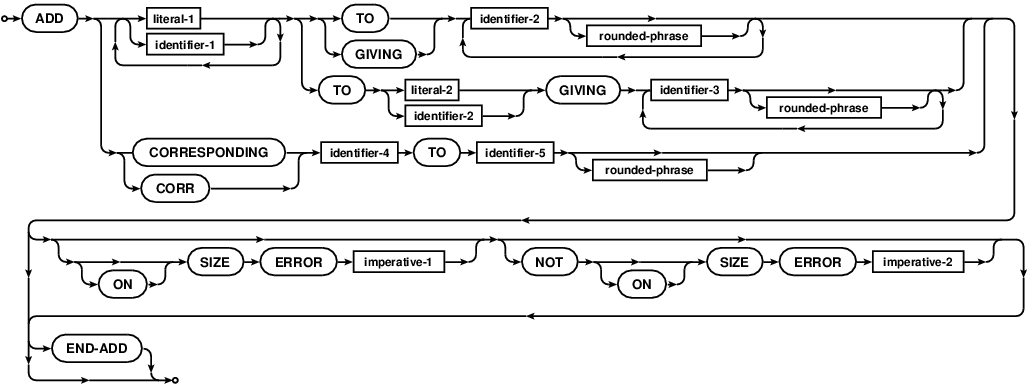 ADD literal-1 TO identifier-2
identifier-1 GIVING rounded-phrase
TO literal-2 GIVING identifier-3
identifier-2 rounded-phrase
CORRESPONDING identifier-4 TO identifier-5
CORR rounded-phrase
SIZE ERROR imperative-1 NOT SIZE ERROR imperative-2
ON ON
END-ADD